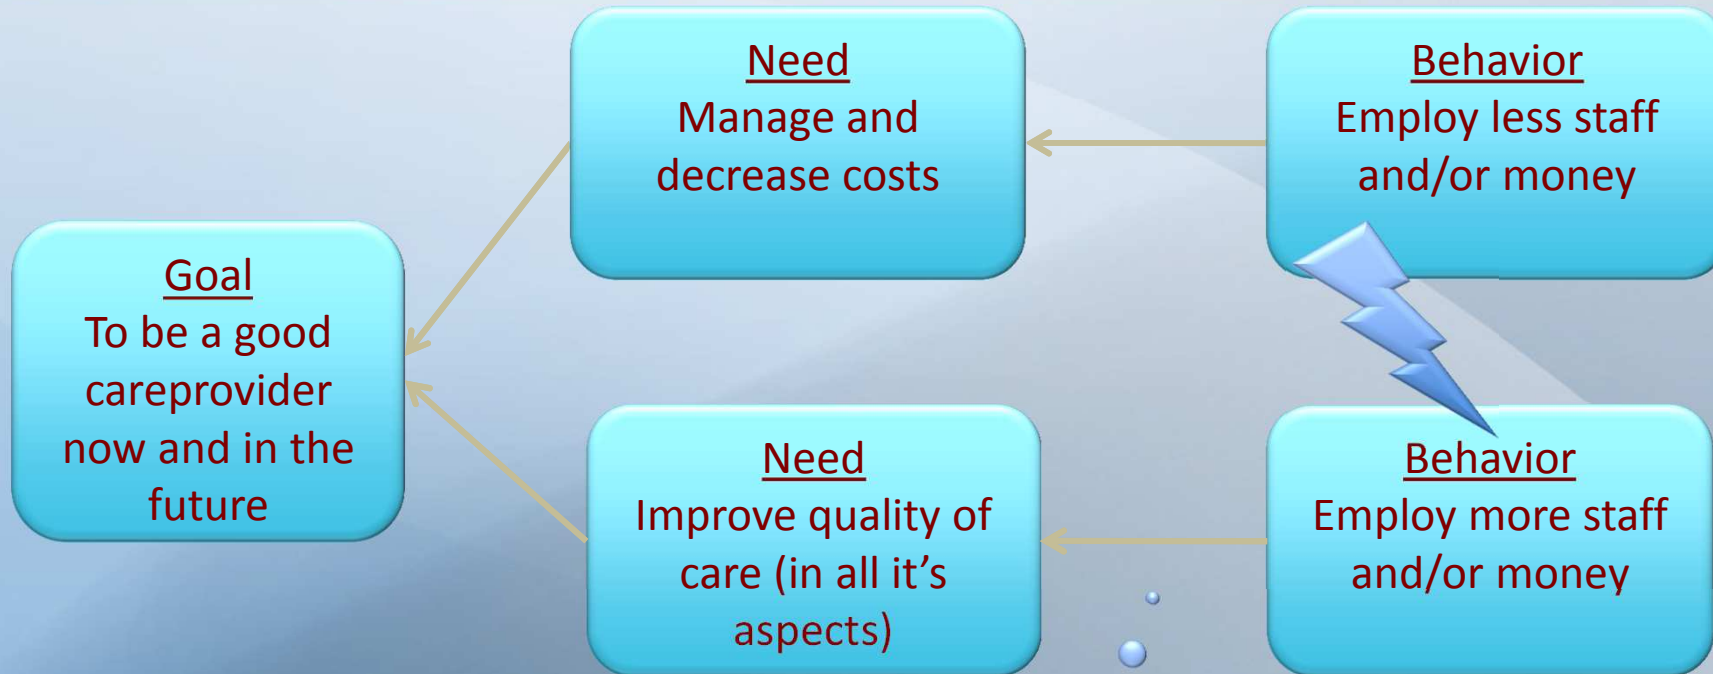 Need
Manage and
decrease costs
Behavior
Employ less staff
and/or money
Goal
To be a good
careprovider
now and in the
future
Need
Improve quality of
care (in all it’s
aspects)
Behavior
Employ more staff
and/or money